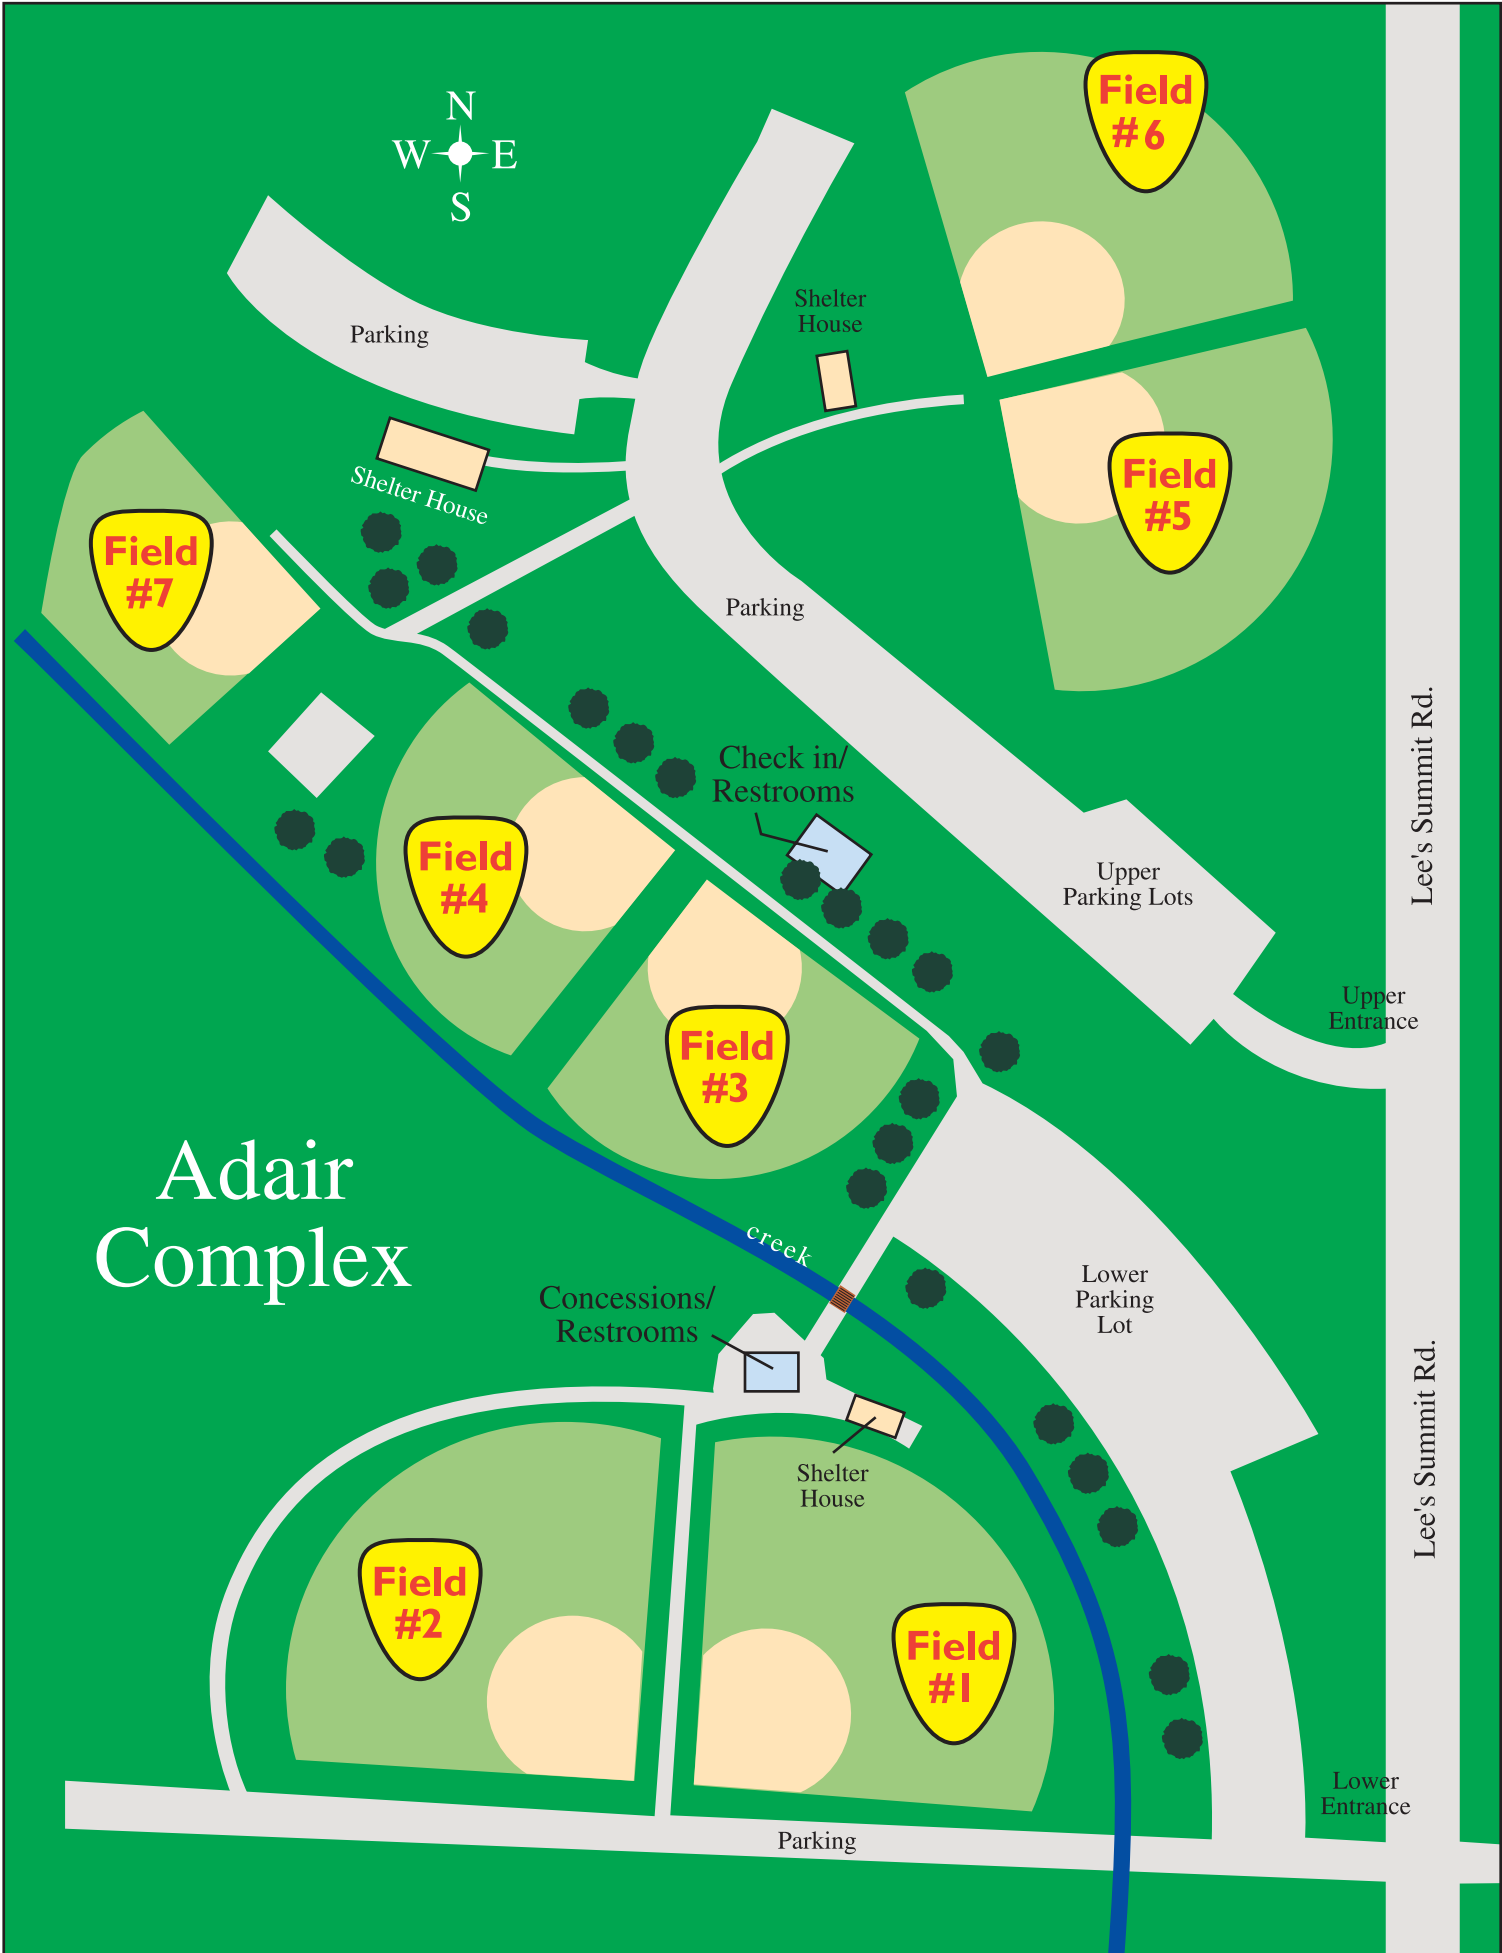 Field
#6
N
W E
S
Shelter
House
Parking
Shelter House
Field
#5
Field
#7
Parking
Lee's Summit Rd.
Check in/
Restrooms
Field
#4
Upper
Parking Lots
Upper
Entrance
Field
#3
Adair
Complex
creek
Lower
Parking
Lot
Concessions/
Restrooms
Lee's Summit Rd.
Shelter
House
Field
#2
Field
#1
Lower
Entrance
Parking